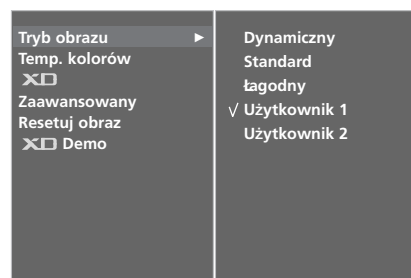 Tryb obrazu ►
Temp. kolorów
XD
Zaawansowany
Resetuj obraz
XD Demo
Dynamiczny
Standard
Łagodny
√ Użytkownik 1
Użytkownik 2